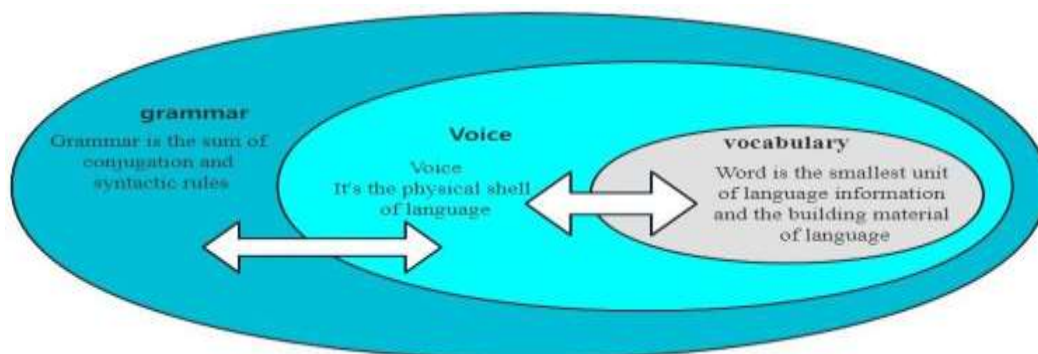 grammar
Grammar is the sum of
conjugation and
syntactic rules
Voice
Voice
It's the physical shell
of language
vocabulary
Word is the smallest unit
of language information
and the building material
of language